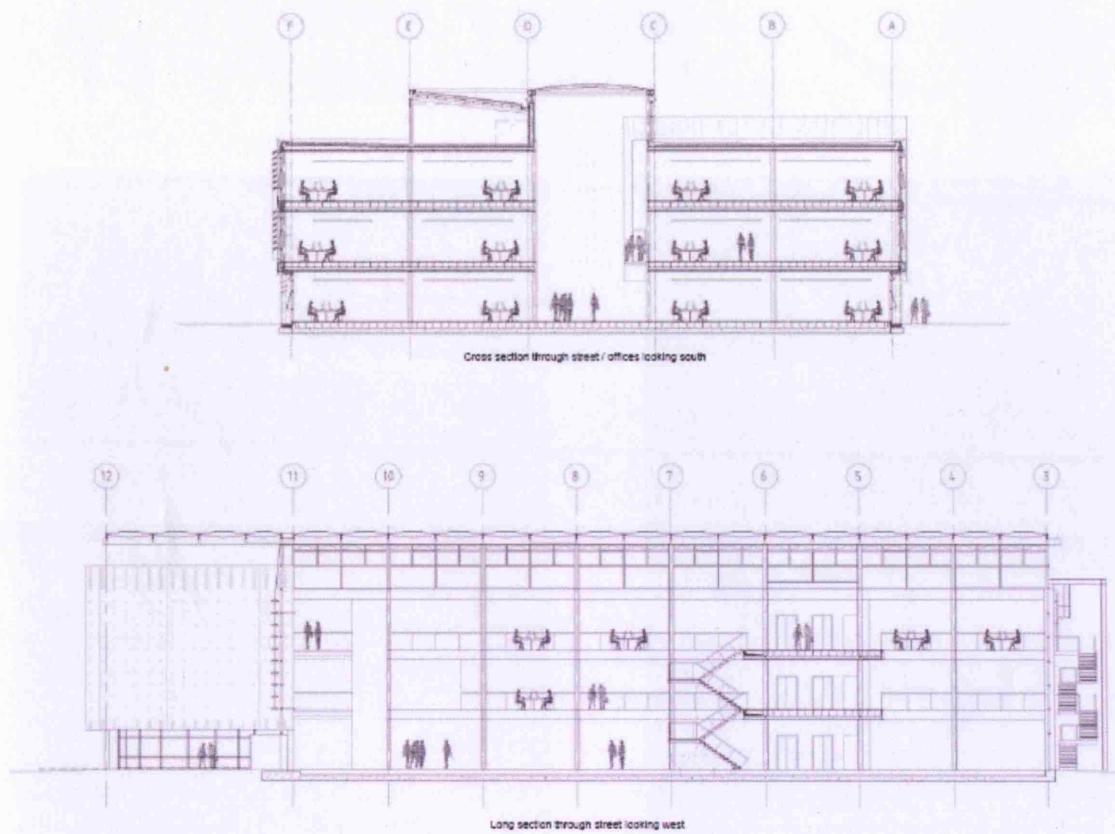 F E D C B A
Cross section through street / offices looking south
12 11 10 9 8 7 6 5 4 3
Long section through street looking west